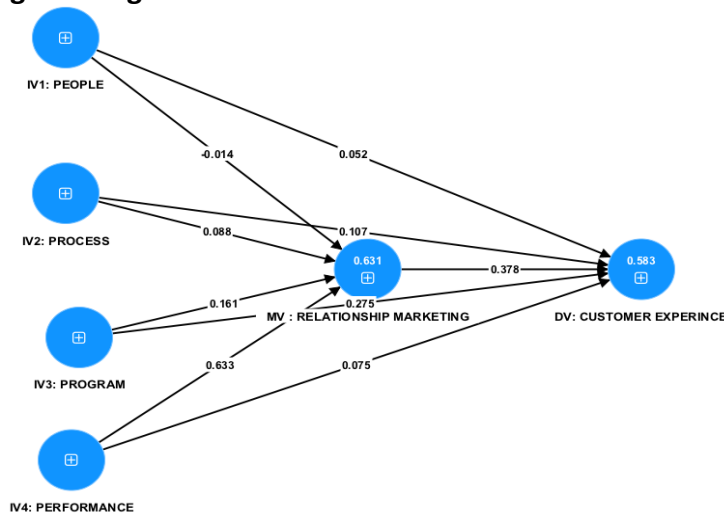 IV1: PEOPLE
-0.014
0.052
IV2: PROCESS
0.088
0.107
0.631
0.378
0.583
0.161
0.275
MV : RELATIONSHIP MARKETING
DV: CUSTOMER EXPERINCE
IV3: PROGRAM
0.633
0.075
IV4: PERFORMANCE